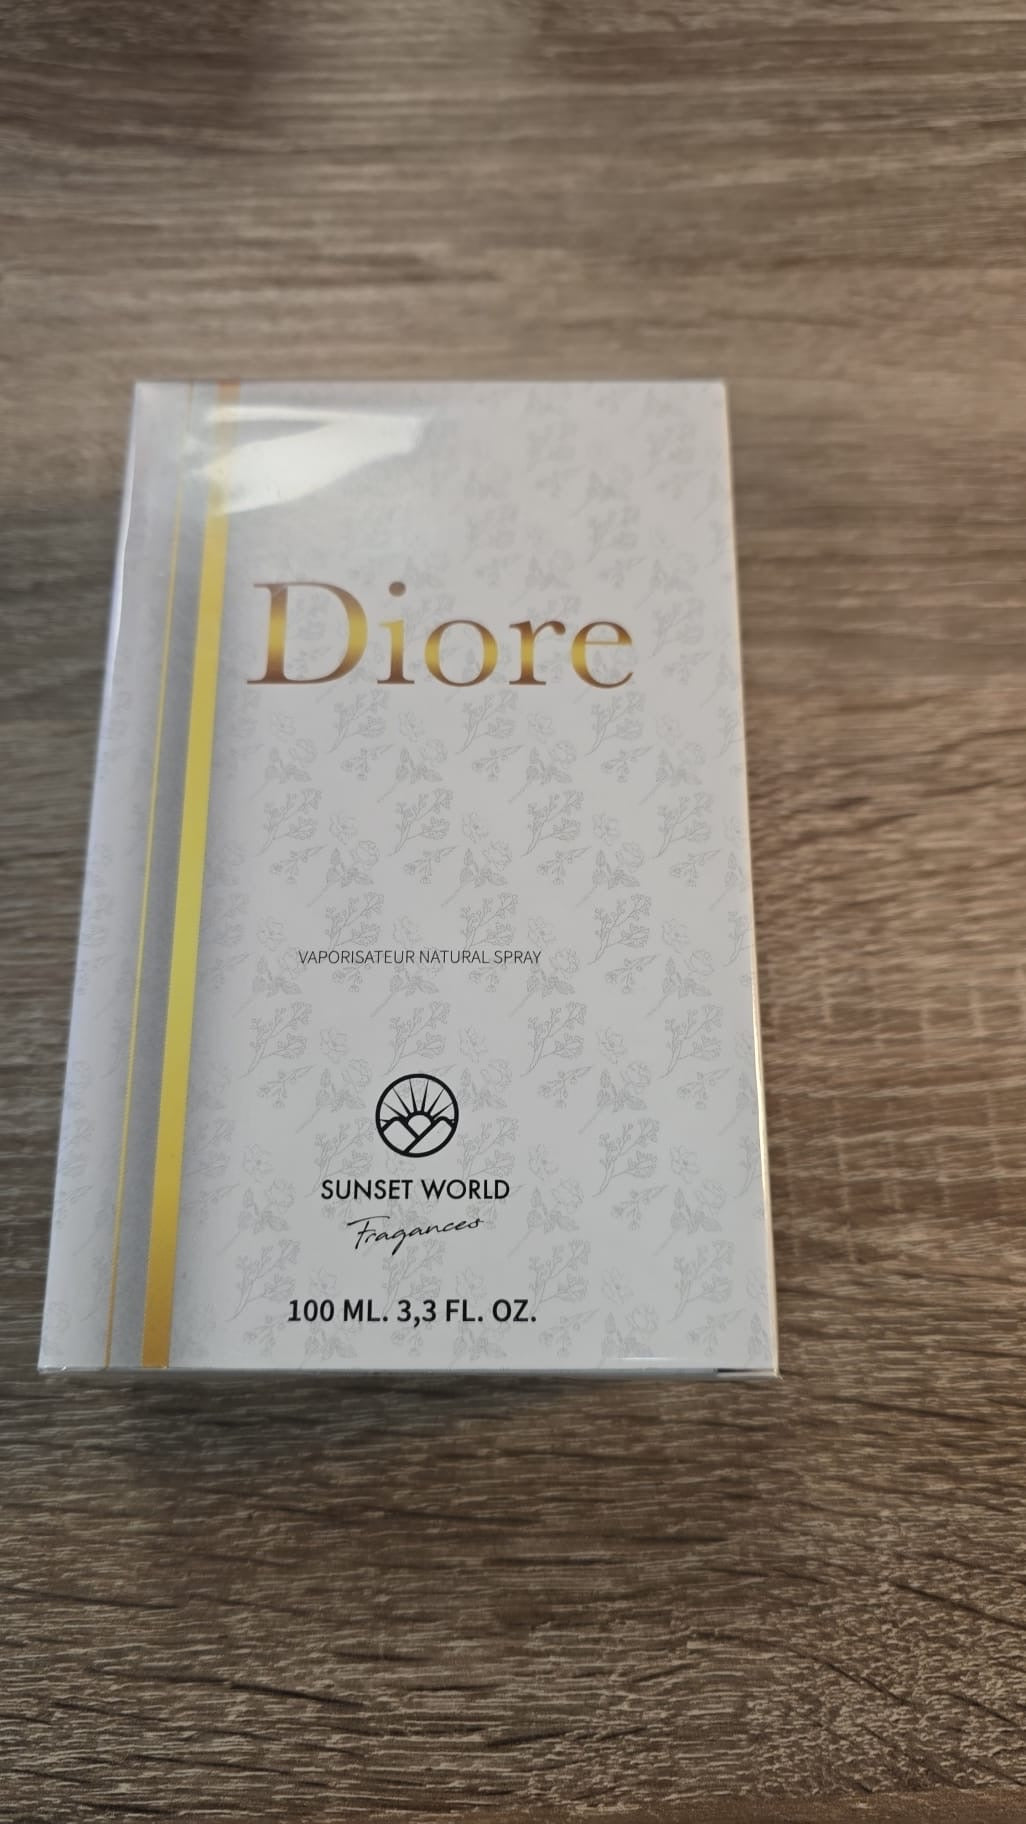 Diore
VAPORISATEUR NATURAL SPRAY
SUNSET WORLD
Fragances
100 ML. 3,3 FL. OZ.